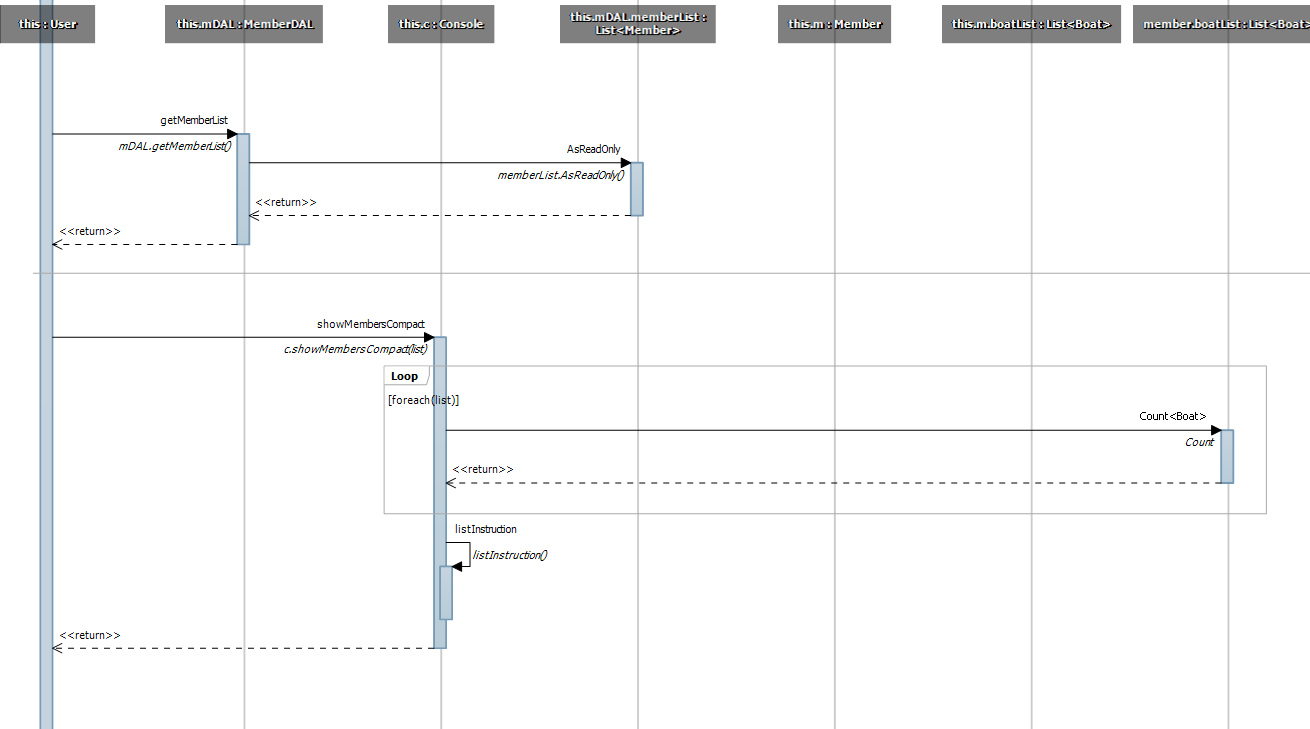 this : User
this.mDAL : MemberDAL
this.c : Console
this.mDAL.memberList :
List<Member>
this.m : Member
this.m.boatList : List<Boat>
member.boatList : List<Boat>
getMemberList
mDAL.getMemberList()
AsReadOnly
memberList.AsReadOnly()
<<return>>
<<return>>
showMembersCompact
c.showMembersCompact(list)
Loop
[foreach(list)]
Count<Boat>
Count
<<return>>
listInstruction
listInstruction()
<<return>>